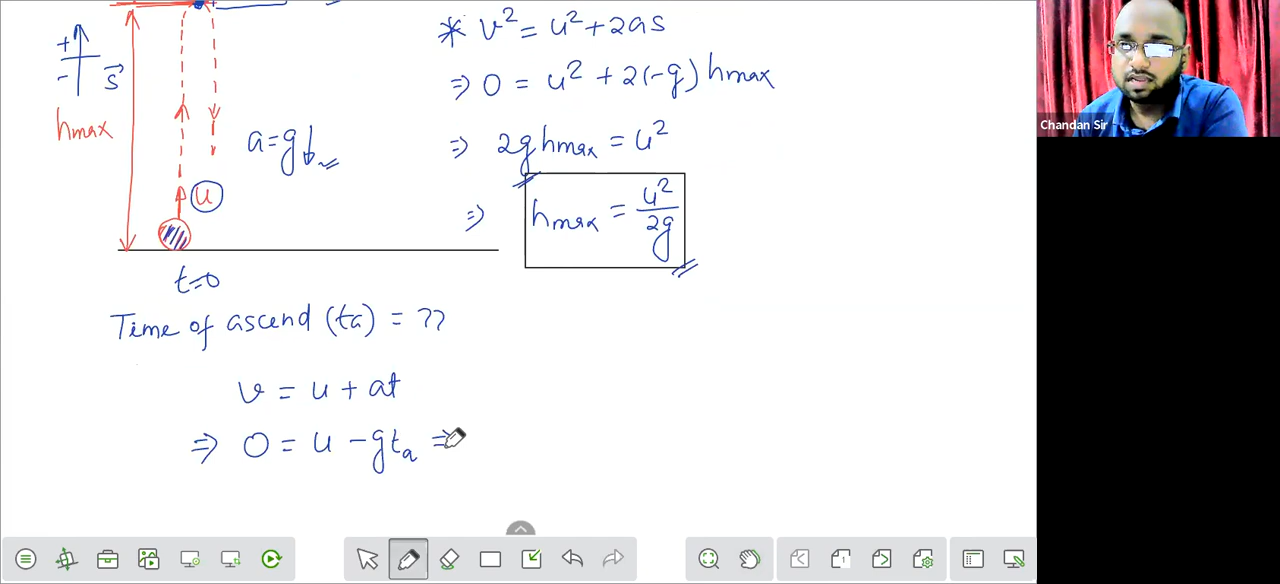 * v² = u² + 2as
⇒ 0 = u² + 2(-g) hmax
⇒ 2g hmax = u²
⇒ hmax = u²/2g
+
-
s⃗
hmax
a = g↓
u
t=0
Time of ascend (ta) = ??
v = u + at
⇒ 0 = u - gta ⇒
Chandan Sir
1